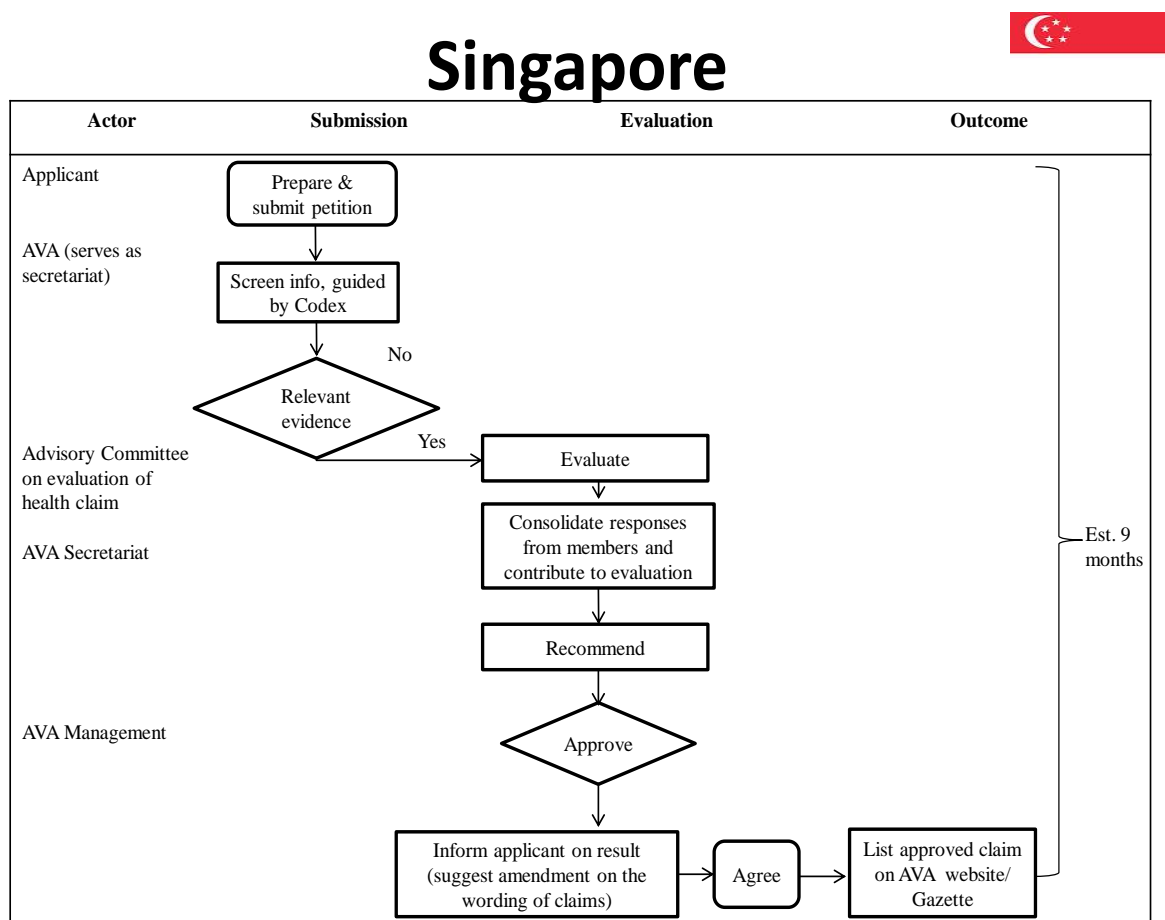 Singapore
Actor
Submission
Evaluation
Outcome
Applicant
Prepare &
submit petition
AVA (serves as
secretariat)
Screen info, guided
by Codex
No
Relevant
evidence
Yes
Advisory Committee
on evaluation of
health claim
Evaluate
AVA Secretariat
Consolidate responses
from members and
contribute to evaluation
Est. 9
months
Recommend
AVA Management
Approve
Inform applicant on result
(suggest amendment on the
wording of claims)
Agree
List approved claim
on AVA website/
Gazette